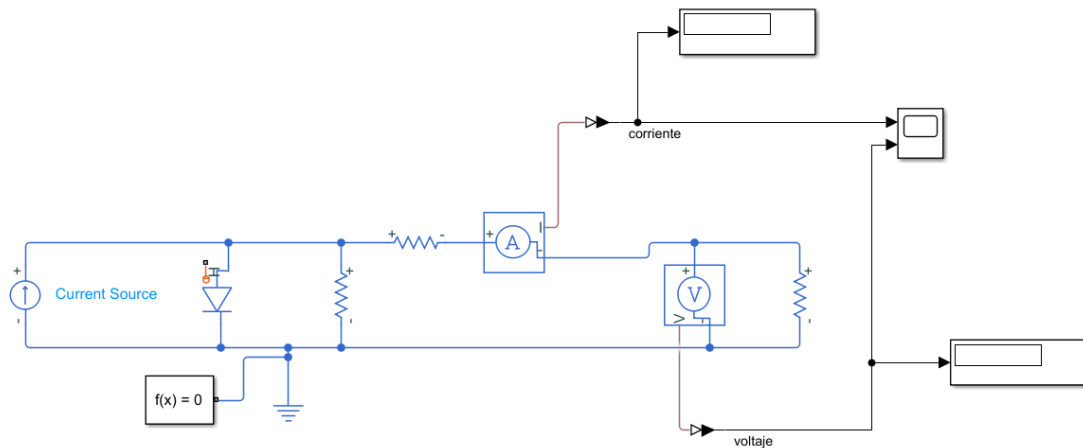 corriente
A
I
Current Source
V
V
f(x) = 0
voltaje